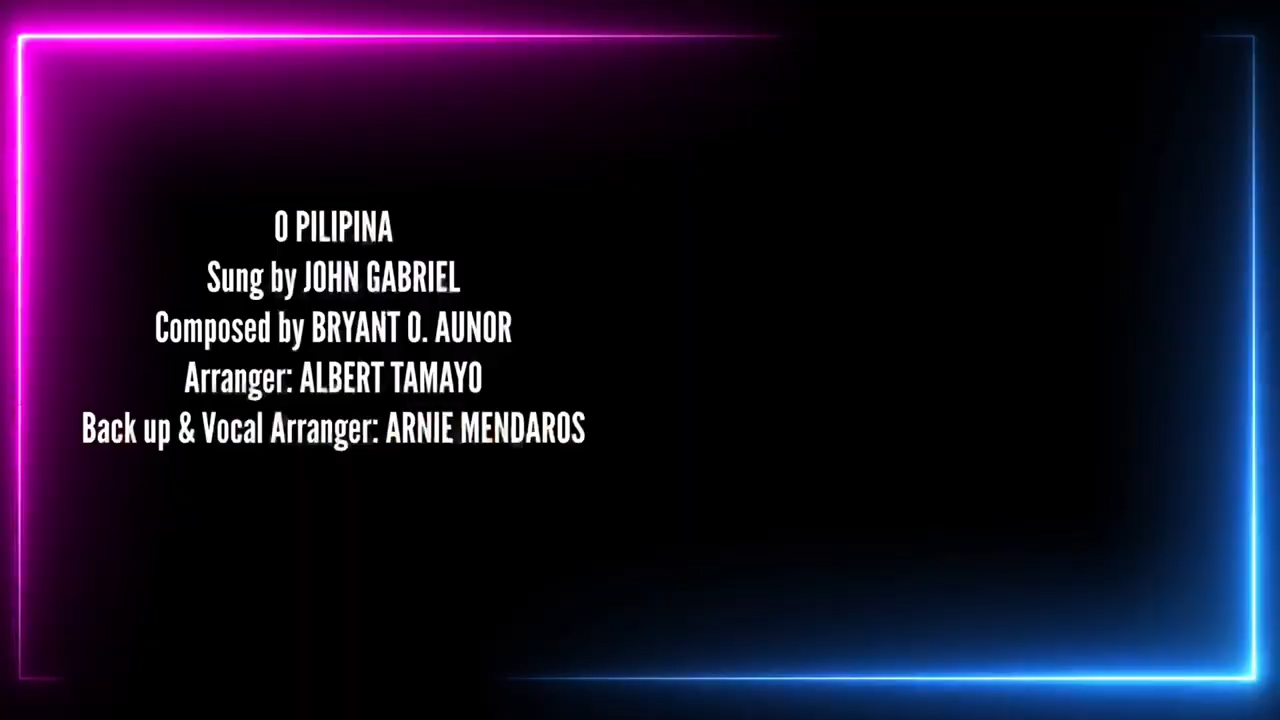 O PILIPINA
Sung by JOHN GABRIEL
Composed by BRYANT O. AUNOR
Arranger: ALBERT TAMAYO
Back up & Vocal Arranger: ARNIE MENDAROS